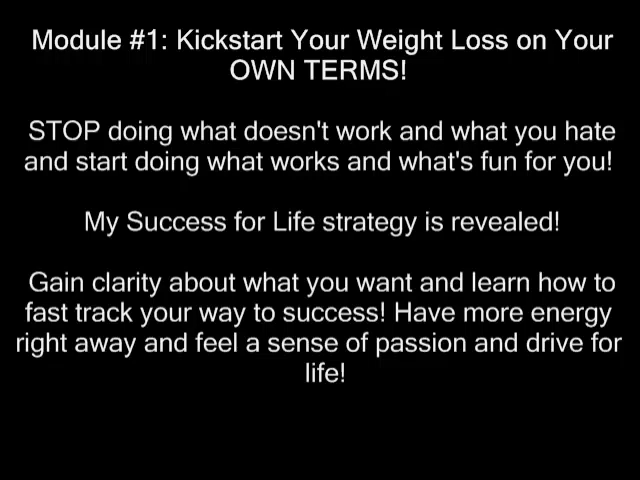 Module #1: Kickstart Your Weight Loss on Your
OWN TERMS!
STOP doing what doesn't work and what you hate
and start doing what works and what's fun for you!
My Success for Life strategy is revealed!
Gain clarity about what you want and learn how to
fast track your way to success! Have more energy
right away and feel a sense of passion and drive for
life!